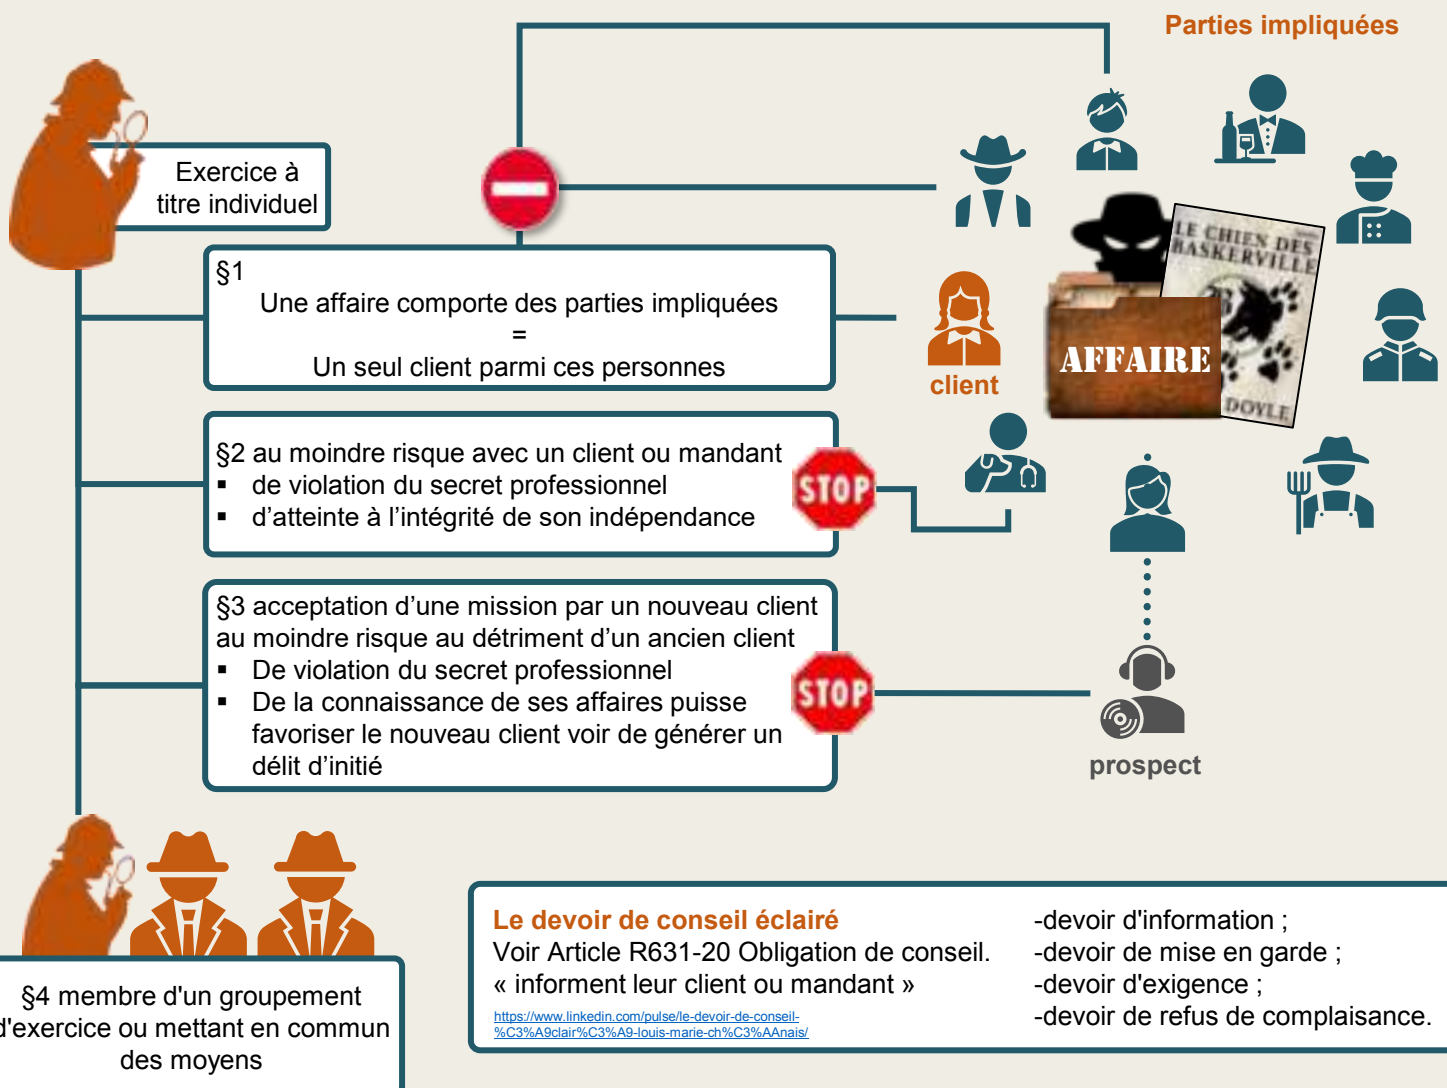 Parties impliquées
Exercice à
titre individuel
§1
Une affaire comporte des parties impliquées
=
Un seul client parmi ces personnes
client
LE CHIEN DES
BASKERVILLE
AFFAIRE
DOYLE
§2 au moindre risque avec un client ou mandant
▪ de violation du secret professionnel
▪ d’atteinte à l’intégrité de son indépendance
STOP
§3 acceptation d’une mission par un nouveau client
au moindre risque au détriment d’un ancien client
▪ De violation du secret professionnel
▪ De la connaissance de ses affaires puisse
favoriser le nouveau client voir de générer un
délit d’initié
STOP
prospect
§4 membre d'un groupement
d'exercice ou mettant en commun
des moyens
Le devoir de conseil éclairé
Voir Article R631-20 Obligation de conseil.
« informent leur client ou mandant »
https://www.linkedin.com/pulse/le-devoir-de-conseil-
%C3%A9clair%C3%A9-louis-marie-ch%C3%AAnais/
-devoir d'information ;
-devoir de mise en garde ;
-devoir d'exigence ;
-devoir de refus de complaisance.